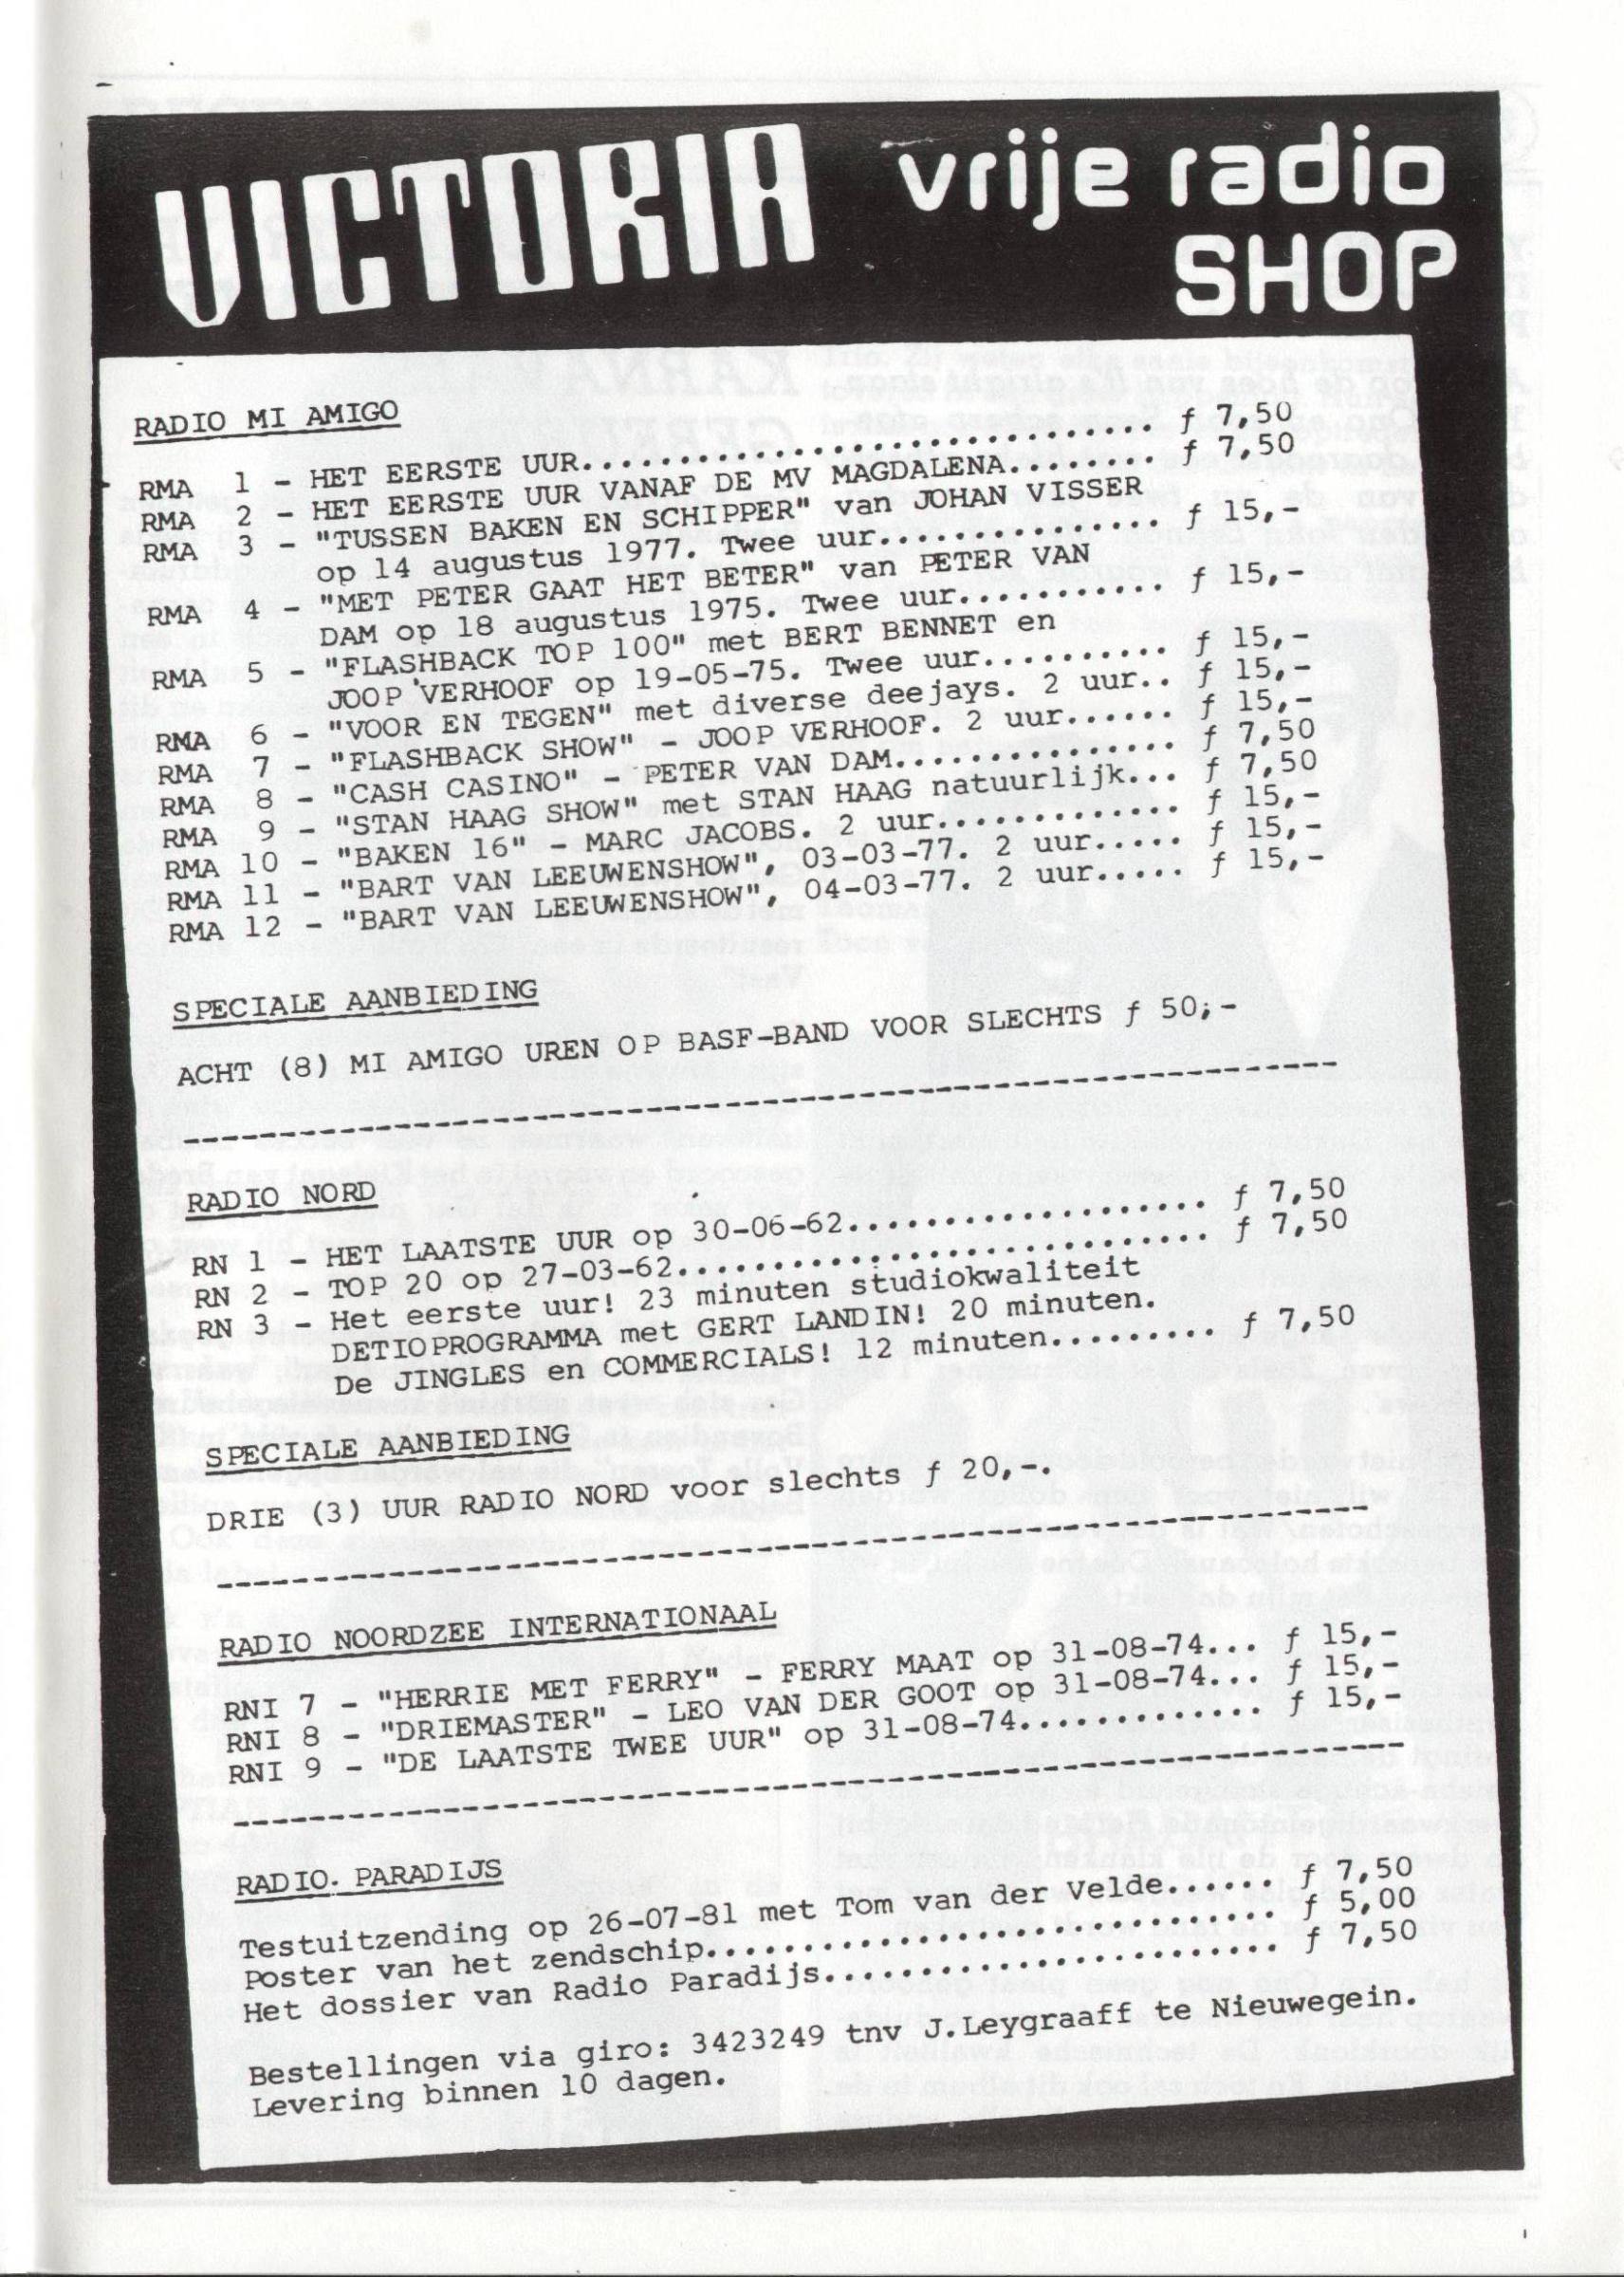 VICTORIA vrije radio
SHOP
RADIO MI AMIGO
RMA 1 - HET EERSTE UUR.................................. ƒ 7,50
RMA 2 - HET EERSTE UUR VANAF DE MV MAGDALENA........ ƒ 7,50
RMA 3 - "TUSSEN BAKEN EN SCHIPPER" van JOHAN VISSER
op 14 augustus 1977. Twee uur................ ƒ 15,-
RMA 4 - "MET PETER GAAT HET BETER" van PETER VAN
DAM op 18 augustus 1975. Twee uur........... ƒ 15,-
RMA 5 - "FLASHBACK TOP 100" met BERT BENNET en
JOOP VERHOOF op 19-05-75. Twee uur.......... ƒ 15,-
RMA 6 - "VOOR EN TEGEN" met diverse deejays. 2 uur.. ƒ 15,-
RMA 7 - "FLASHBACK SHOW" - JOOP VERHOOF. 2 uur...... ƒ 15,-
RMA 8 - "CASH CASINO" - PETER VAN DAM.............. ƒ 7,50
RMA 9 - "STAN HAAG SHOW" met STAN HAAG natuurlijk... ƒ 7,50
RMA 10 - "BAKEN 16" - MARC JACOBS. 2 uur............. ƒ 15,-
RMA 11 - "BART VAN LEEUWENSHOW", 03-03-77. 2 uur..... ƒ 15,-
RMA 12 - "BART VAN LEEUWENSHOW", 04-03-77. 2 uur..... ƒ 15,-
SPECIALE AANBIEDING
ACHT (8) MI AMIGO UREN OP BASF-BAND VOOR SLECHTS ƒ 50;-
RADIO NORD
RN 1 - HET LAATSTE UUR op 30-06-62................... ƒ 7,50
RN 2 - TOP 20 op 27-03-62............................ ƒ 7,50
RN 3 - Het eerste uur! 23 minuten studiokwaliteit
DETIOPROGRAMMA met GERT LANDIN! 20 minuten.
De JINGLES en COMMERCIALS! 12 minuten......... ƒ 7,50
SPECIALE AANBIEDING
DRIE (3) UUR RADIO NORD voor slechts ƒ 20,-.
RADIO NOORDZEE INTERNATIONAAL
RNI 7 - "HERRIE MET FERRY" - FERRY MAAT op 31-08-74... ƒ 15,-
RNI 8 - "DRIEMASTER" - LEO VAN DER GOOT op 31-08-74... ƒ 15,-
RNI 9 - "DE LAATSTE TWEE UUR" op 31-08-74............. ƒ 15,-
RADIO. PARADIJS
Testuitzending op 26-07-81 met Tom van der Velde...... ƒ 7,50
Poster van het zendschip.............................. ƒ 5,00
Het dossier van Radio Paradijs........................ ƒ 7,50
Bestellingen via giro: 3423249 tnv J.Leygraaff te Nieuwegein.
Levering binnen 10 dagen.